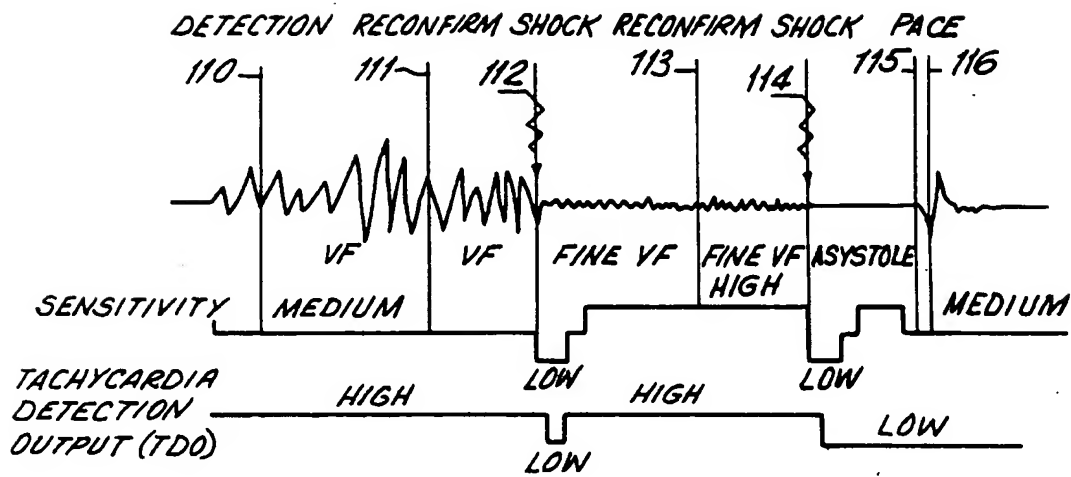 DETECTION RECONFIRM SHOCK RECONFIRM SHOCK PACE
110 111 112 113 114 115 116
VF VF FINE VF FINE VF ASYSTOLE
HIGH
SENSITIVITY MEDIUM MEDIUM
LOW LOW
TACHYCARDIA
DETECTION
OUTPUT (TDO)
HIGH HIGH
LOW
LOW